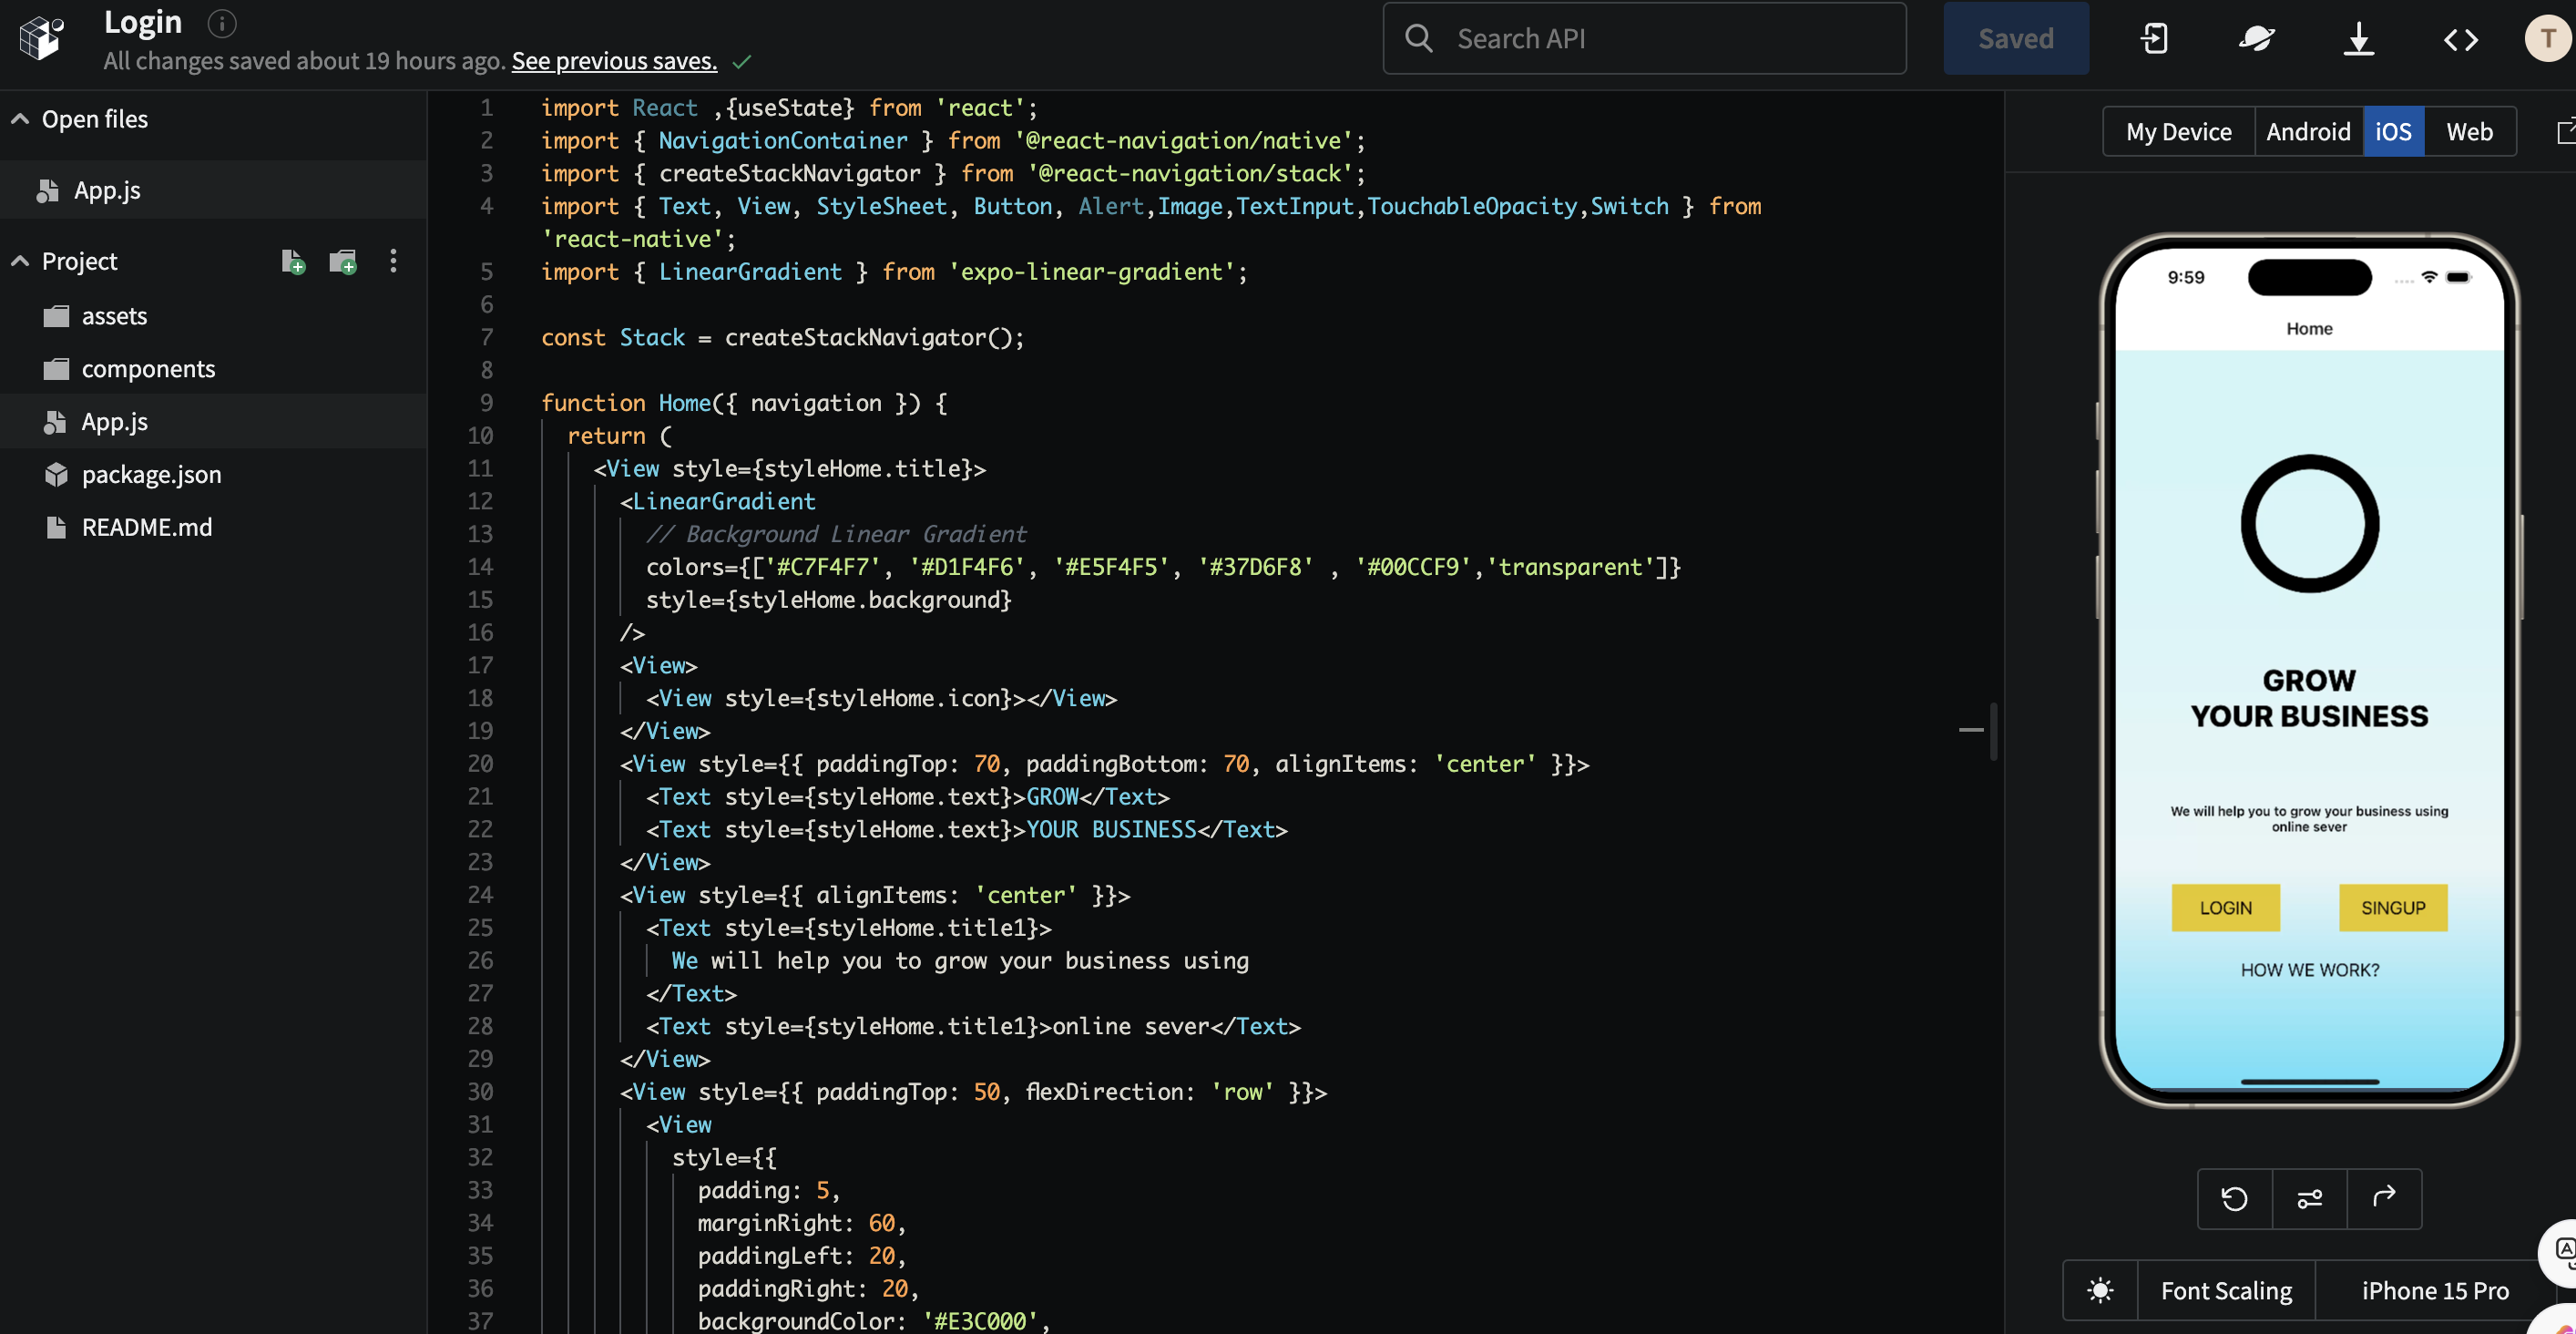 Login
All changes saved about 19 hours ago. See previous saves.
Search API
Saved
T
Open files
App.js
Project
assets
components
App.js
package.json
README.md
1 import React ,{useState} from 'react';
2 import { NavigationContainer } from '@react-navigation/native';
3 import { createStackNavigator } from '@react-navigation/stack';
4 import { Text, View, StyleSheet, Button, Alert,Image,TextInput,TouchableOpacity,Switch } from
'react-native';
5 import { LinearGradient } from 'expo-linear-gradient';
6
7 const Stack = createStackNavigator();
8
9 function Home({ navigation }) {
10 return (
11 <View style={styleHome.title}>
12 <LinearGradient
13 // Background Linear Gradient
14 colors={['#C7F4F7', '#D1F4F6', '#E5F4F5', '#37D6F8' , '#00CCF9','transparent']}
15 style={styleHome.background}
16 />
17 <View>
18 <View style={styleHome.icon}></View>
19 </View>
20 <View style={{ paddingTop: 70, paddingBottom: 70, alignItems: 'center' }}>
21 <Text style={styleHome.text}>GROW</Text>
22 <Text style={styleHome.text}>YOUR BUSINESS</Text>
23 </View>
24 <View style={{ alignItems: 'center' }}>
25 <Text style={styleHome.title1}>
26 We will help you to grow your business using
27 </Text>
28 <Text style={styleHome.title1}>online sever</Text>
29 </View>
30 <View style={{ paddingTop: 50, flexDirection: 'row' }}>
31 <View
32 style={{
33 padding: 5,
34 marginRight: 60,
35 paddingLeft: 20,
36 paddingRight: 20,
37 backgroundColor: '#E3C000',
My Device
Android
iOS
Web
9:59
Home
GROW
YOUR BUSINESS
We will help you to grow your business using
online sever
LOGIN
SINGUP
HOW WE WORK?
Font Scaling
iPhone 15 Pro